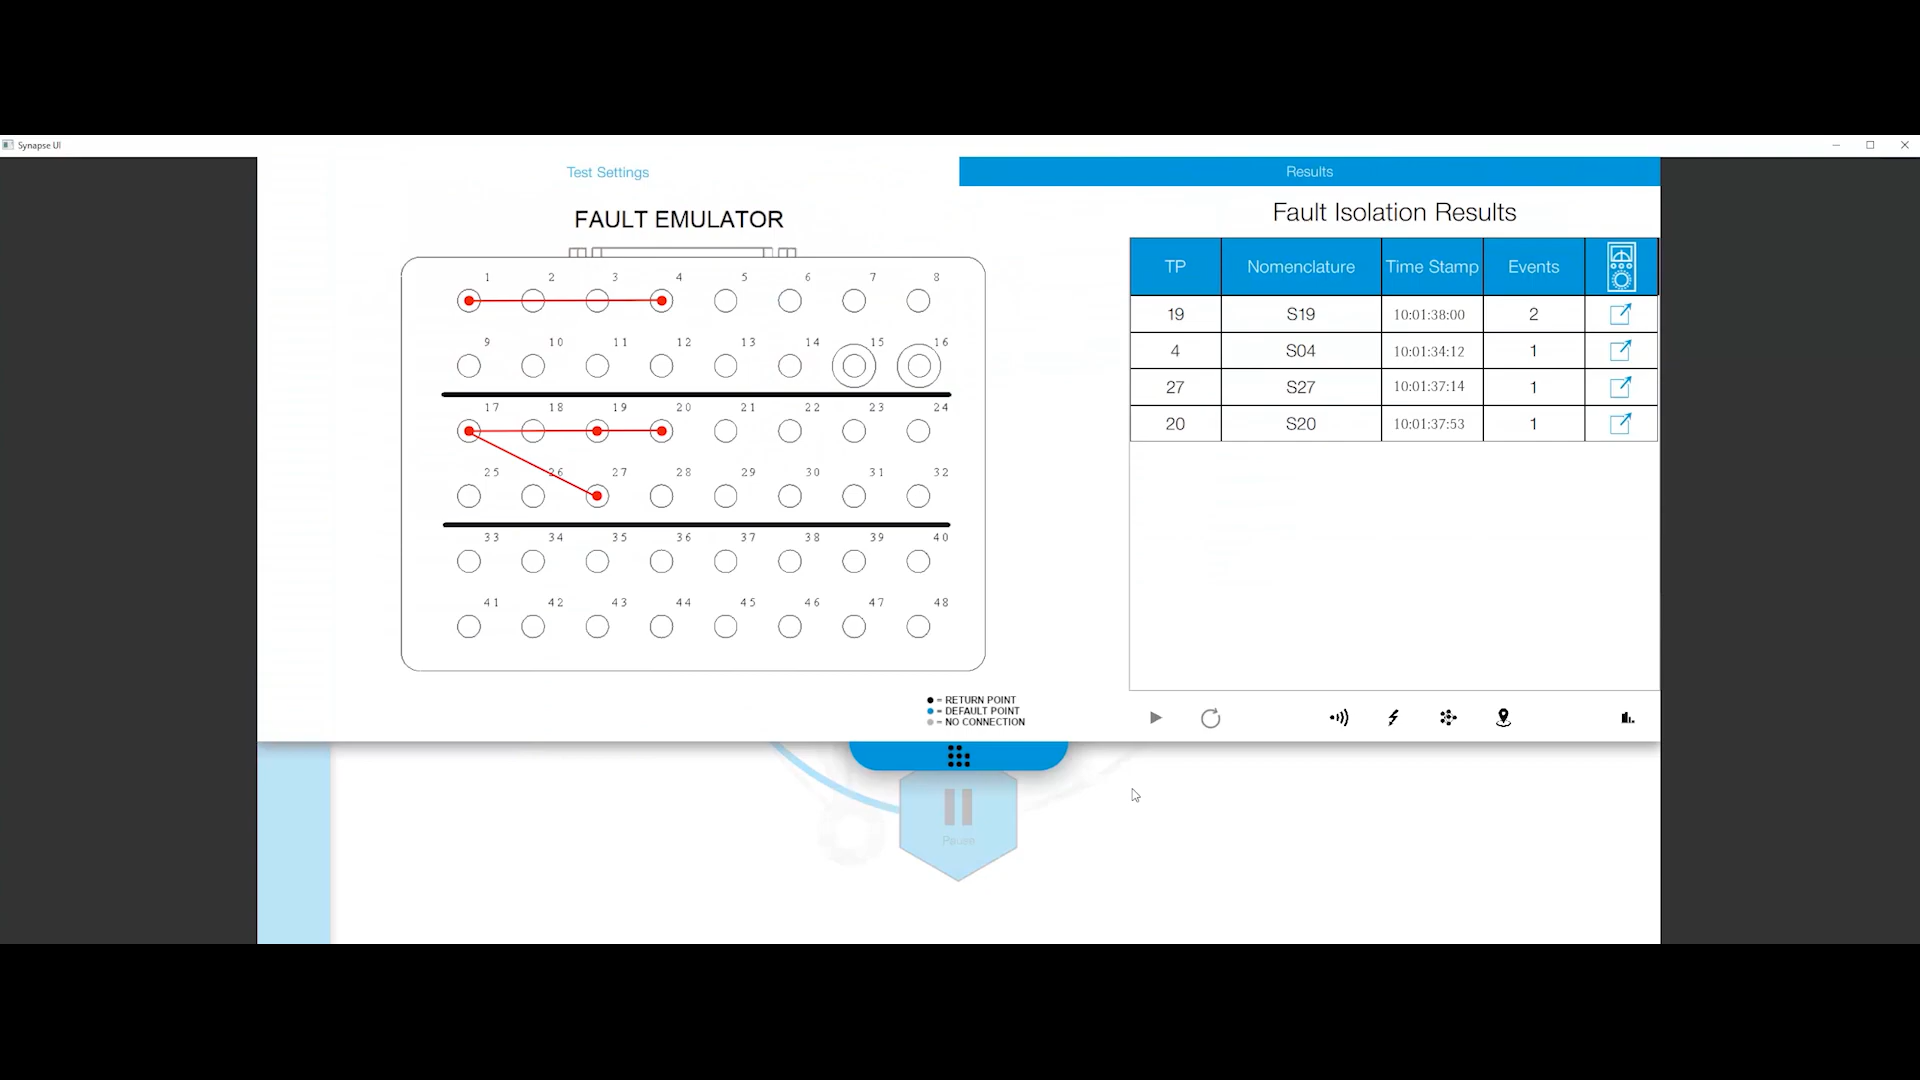 Synapse UI
Test Settings
Results
FAULT EMULATOR
Fault Isolation Results
1 2 3 4 5 6 7 8
9 10 11 12 13 14 15 16
17 18 19 20 21 22 23 24
25 26 27 28 29 30 31 32
33 34 35 36 37 38 39 40
41 42 43 44 45 46 47 48
= RETURN POINT
= DEFAULT POINT
= NO CONNECTION
TP Nomenclature Time Stamp Events
19 S19 10:01:38:00 2
4 S04 10:01:34:12 1
27 S27 10:01:37:14 1
20 S20 10:01:37:53 1
Pause